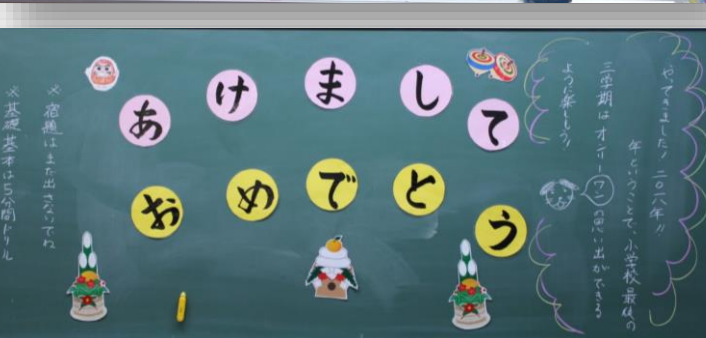 あけまして
おめでとう
やってきました! 二〇一八年!!
年ということで、小学校最後の
三学期は オンリーワンの思い出ができる
ように楽しもう!
※ 宿題はまだ出さないでね
※ 基礎基本は5分間ドリル